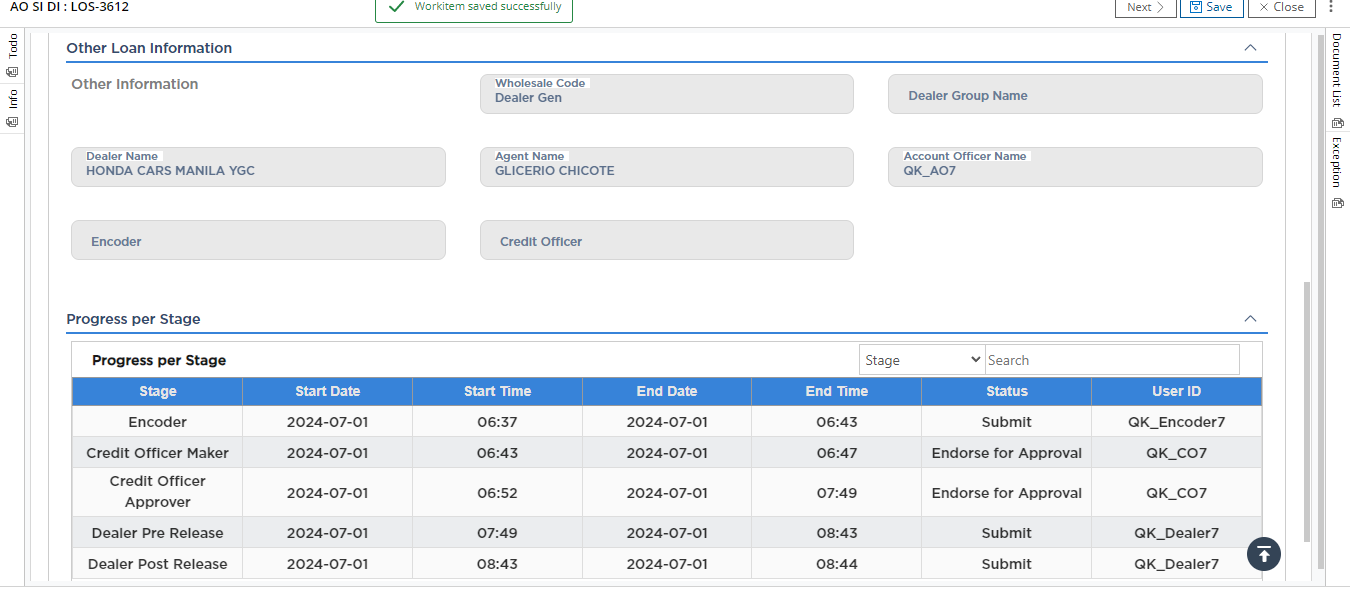 AO SI DI : LOS-3612
Workitem saved successfully
Next
Save
Close
Todo
Info
Document List
Exception
Other Loan Information
Other Information
Wholesale Code
Dealer Gen
Dealer Group Name
Dealer Name
HONDA CARS MANILA YGC
Agent Name
GLICERIO CHICOTE
Account Officer Name
QK_AO7
Encoder
Credit Officer
Progress per Stage
Progress per Stage
Stage
Search
Stage Start Date Start Time End Date End Time Status User ID
Encoder 2024-07-01 06:37 2024-07-01 06:43 Submit QK_Encoder7
Credit Officer Maker 2024-07-01 06:43 2024-07-01 06:47 Endorse for Approval QK_CO7
Credit Officer
Approver 2024-07-01 06:52 2024-07-01 07:49 Endorse for Approval QK_CO7
Dealer Pre Release 2024-07-01 07:49 2024-07-01 08:43 Submit QK_Dealer7
Dealer Post Release 2024-07-01 08:43 2024-07-01 08:44 Submit QK_Dealer7